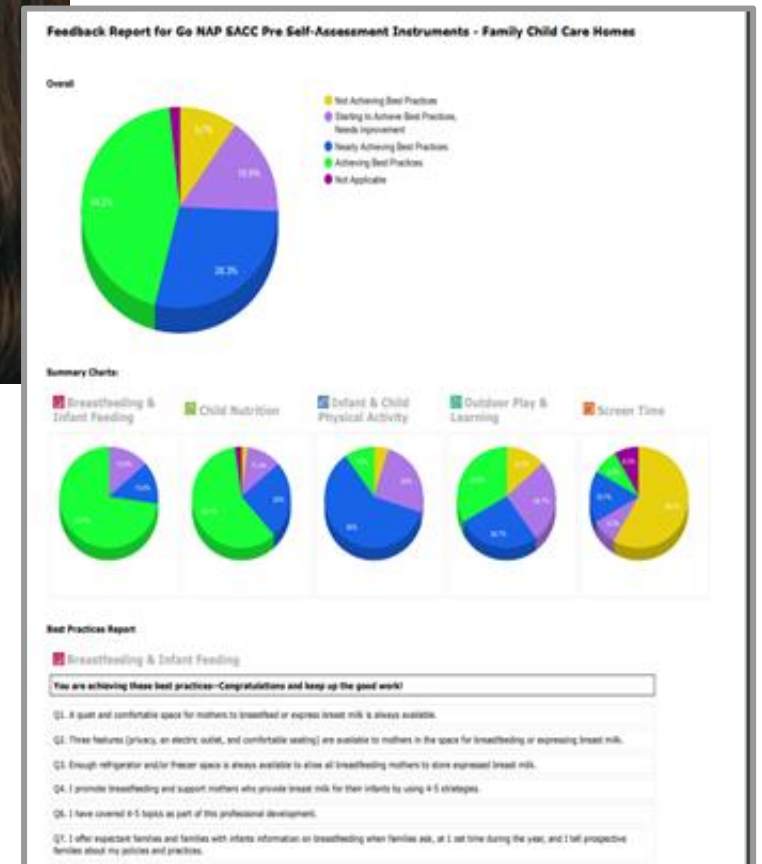 Feedback Report for Go NAP SACC Pre Self-Assessment Instruments - Family Child Care Homes
Overall
Not Achieving Best Practices
Starting to Achieve Best Practices,
Needs Improvement
Nearly Achieving Best Practices
Achieving Best Practices
Not Applicable
28.3%
Summary Charts:
Breastfeeding &
Infant Feeding
Child Nutrition
Infant & Child
Physical Activity
Outdoor Play &
Learning
Screen Time
Best Practices Report
Breastfeeding & Infant Feeding
You are achieving these best practices--Congratulations and keep up the good work!
Q1. A quiet and comfortable space for mothers to breastfeed or express breast milk is always available.
Q2. Three features (privacy, an electric outlet, and comfortable seating) are available to mothers in the space for breastfeeding or expressing breast milk.
Q3. Enough refrigerator and/or freezer space is always available to allow all breastfeeding mothers to store expressed breast milk.
Q4. I promote breastfeeding and support mothers who provide breast milk for their infants by using 4-5 strategies.
Q6. I have covered 4-5 topics as part of this professional development.
Q7. I offer expectant families and families with infants information on breastfeeding when families ask, at 1 set time during the year, and I tell prospective
families about my policies and practices.